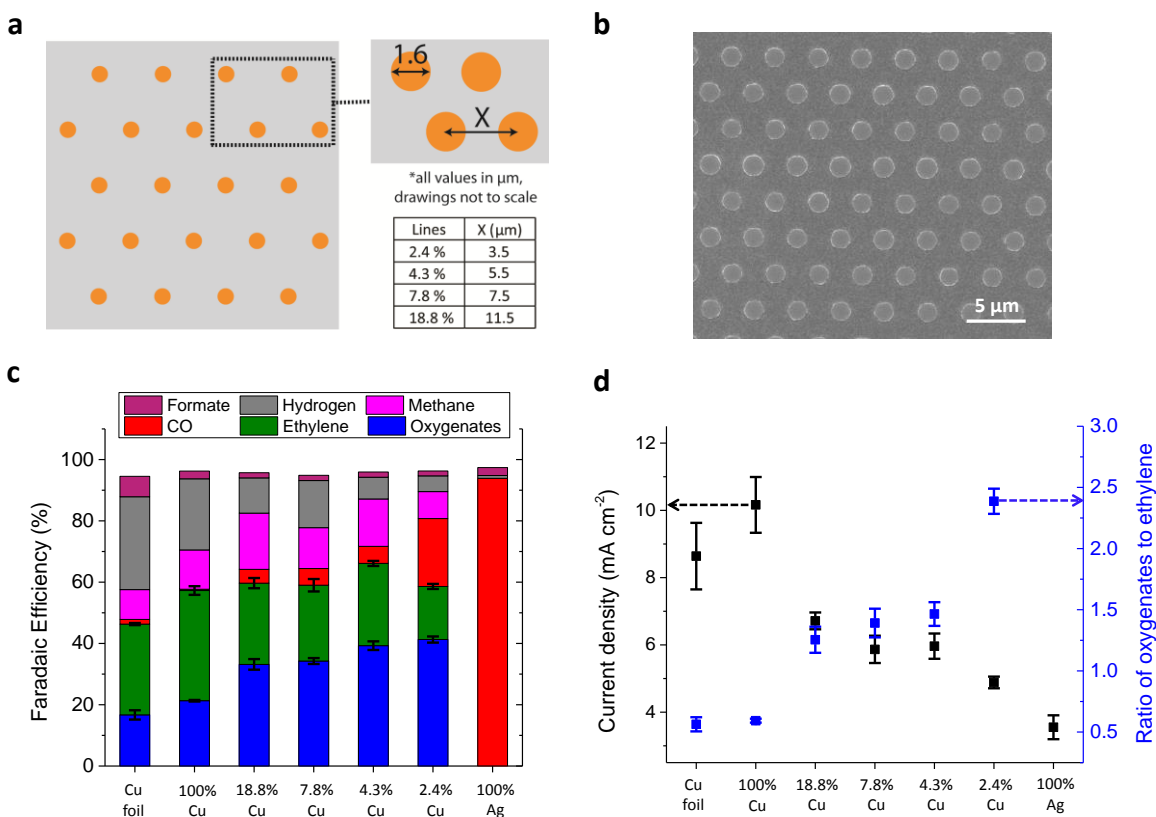 a
1.6
X
*all values in µm,
drawings not to scale
Lines X (µm)
2.4 % 3.5
4.3 % 5.5
7.8 % 7.5
18.8 % 11.5
b
5 µm
c
Formate Hydrogen Methane
CO Ethylene Oxygenates
Faradaic Efficiency (%)
100
80
60
40
20
0
Cu foil
100% Cu
18.8% Cu
7.8% Cu
4.3% Cu
2.4% Cu
100% Ag
d
Current density (mA cm-2)
12
10
8
6
4
Ratio of oxygenates to ethylene
3.0
2.5
2.0
1.5
1.0
0.5
Cu foil
100% Cu
18.8% Cu
7.8% Cu
4.3% Cu
2.4% Cu
100% Ag